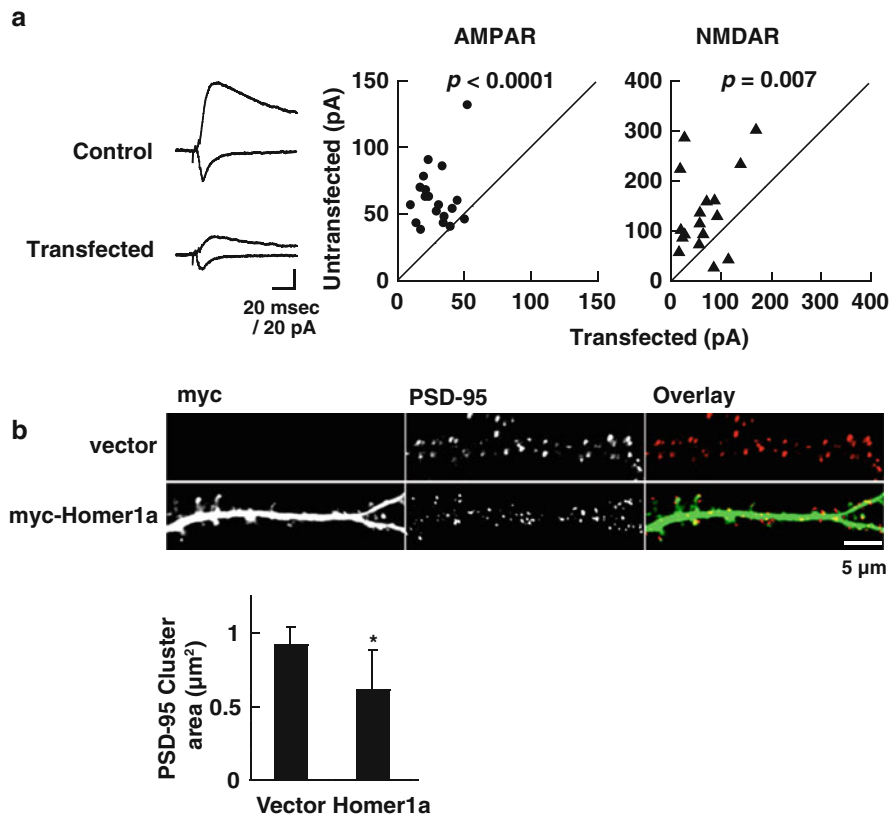 a
AMPAR
NMDAR
Control
Transfected
20 msec
/ 20 pA
Untransfected (pA)
150
100
50
0
p < 0.0001
0
50
100
150
400
300
200
100
0
p = 0.007
0
100
200
300
400
Transfected (pA)
b
myc
PSD-95
Overlay
vector
myc-Homer1a
5 µm
PSD-95 Cluster
area (µm²)
1
0.5
0
*
Vector Homer1a